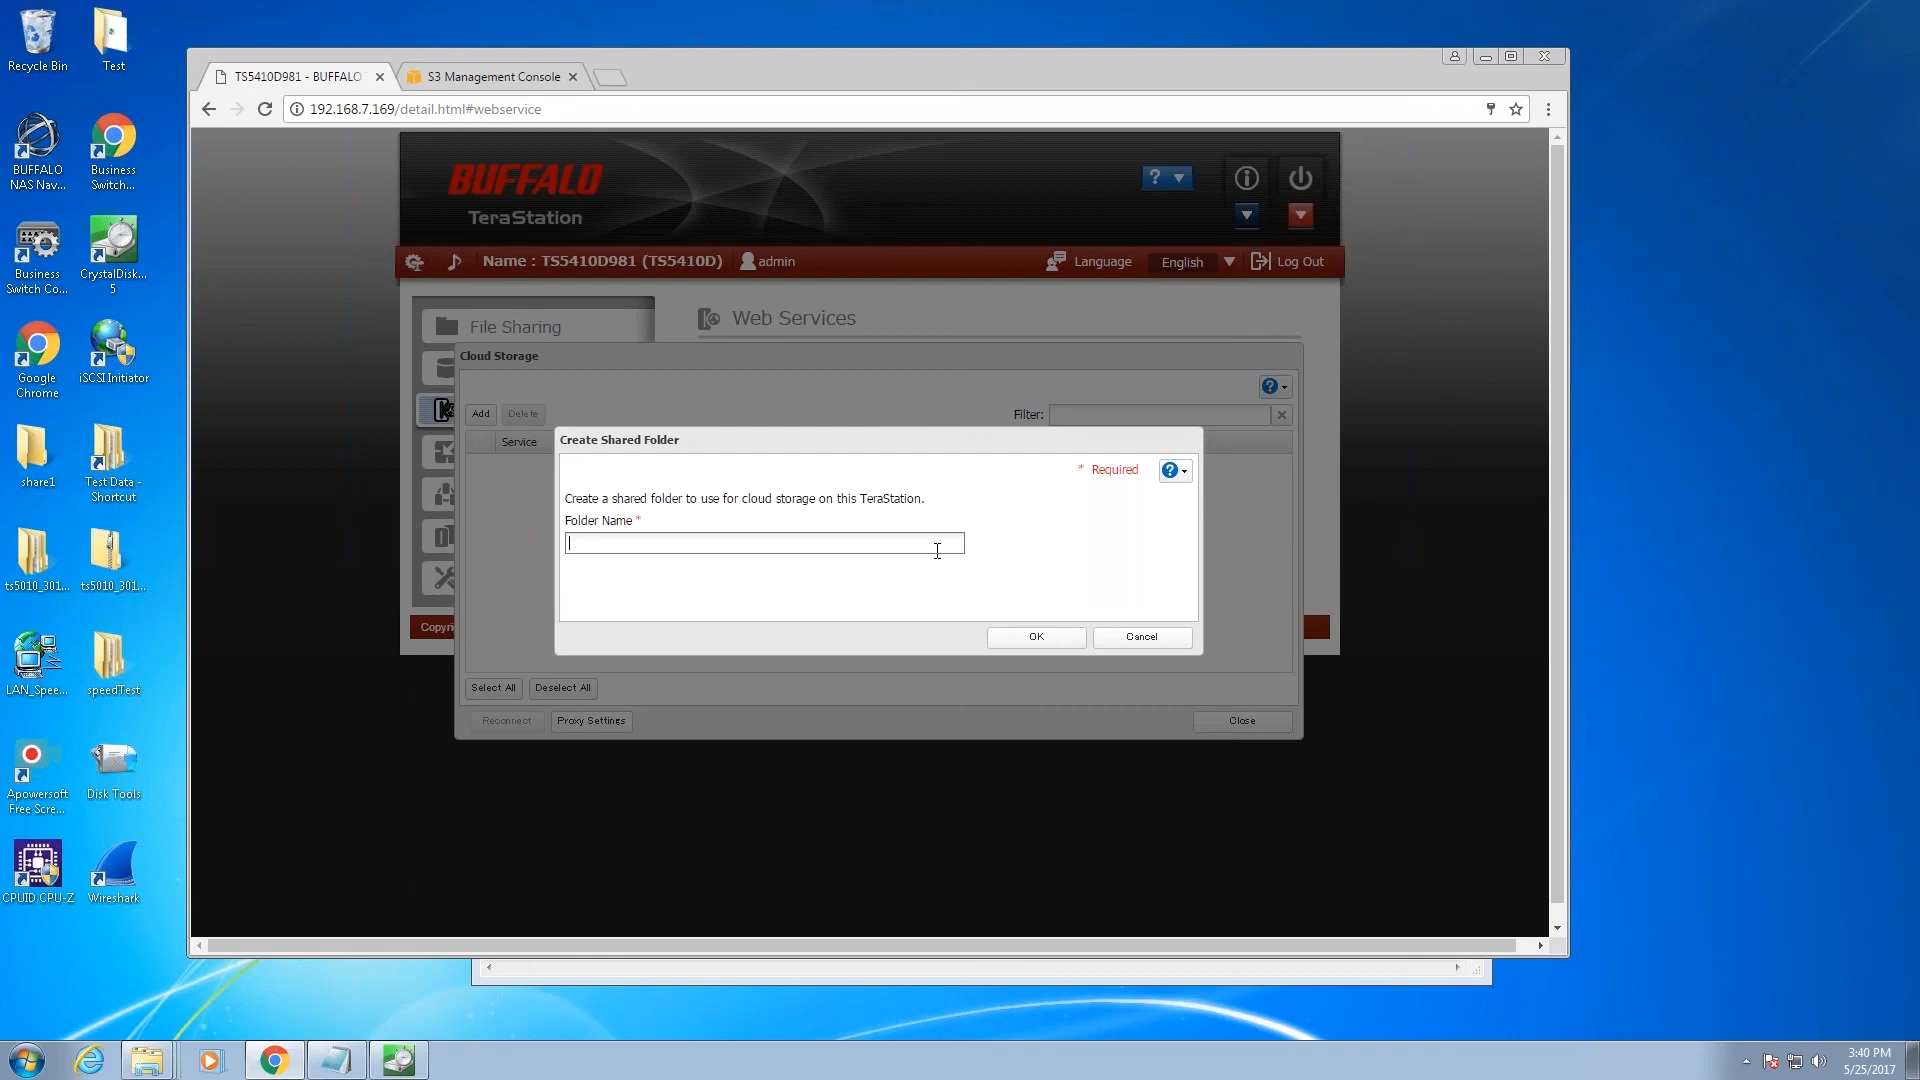 Recycle Bin
Test
BUFFALO
NAS Nav...
Business
Switch...
Business
Switch Co...
CrystalDisk...
5
Google
Chrome
iSCSI Initiator
share1
Test Data -
Shortcut
ts5010_301...
ts5010_301...
LAN_Spee...
speedTest
Apowersoft
Free Scre...
Disk Tools
CPUID CPU-Z
Wireshark
TS5410D981 - BUFFALO
S3 Management Console
192.168.7.169/detail.html#webservice
BUFFALO
TeraStation
?
Name : TS5410D981 (TS5410D)
admin
Language
English
Log Out
File Sharing
Web Services
Cloud Storage
?
Add
Delete
Filter:
Service
Create Shared Folder
* Required
?
Create a shared folder to use for cloud storage on this TeraStation.
Folder Name *
OK
Cancel
Copyri
Select All
Deselect All
Reconnect
Proxy Settings
Close
3:40 PM
5/25/2017